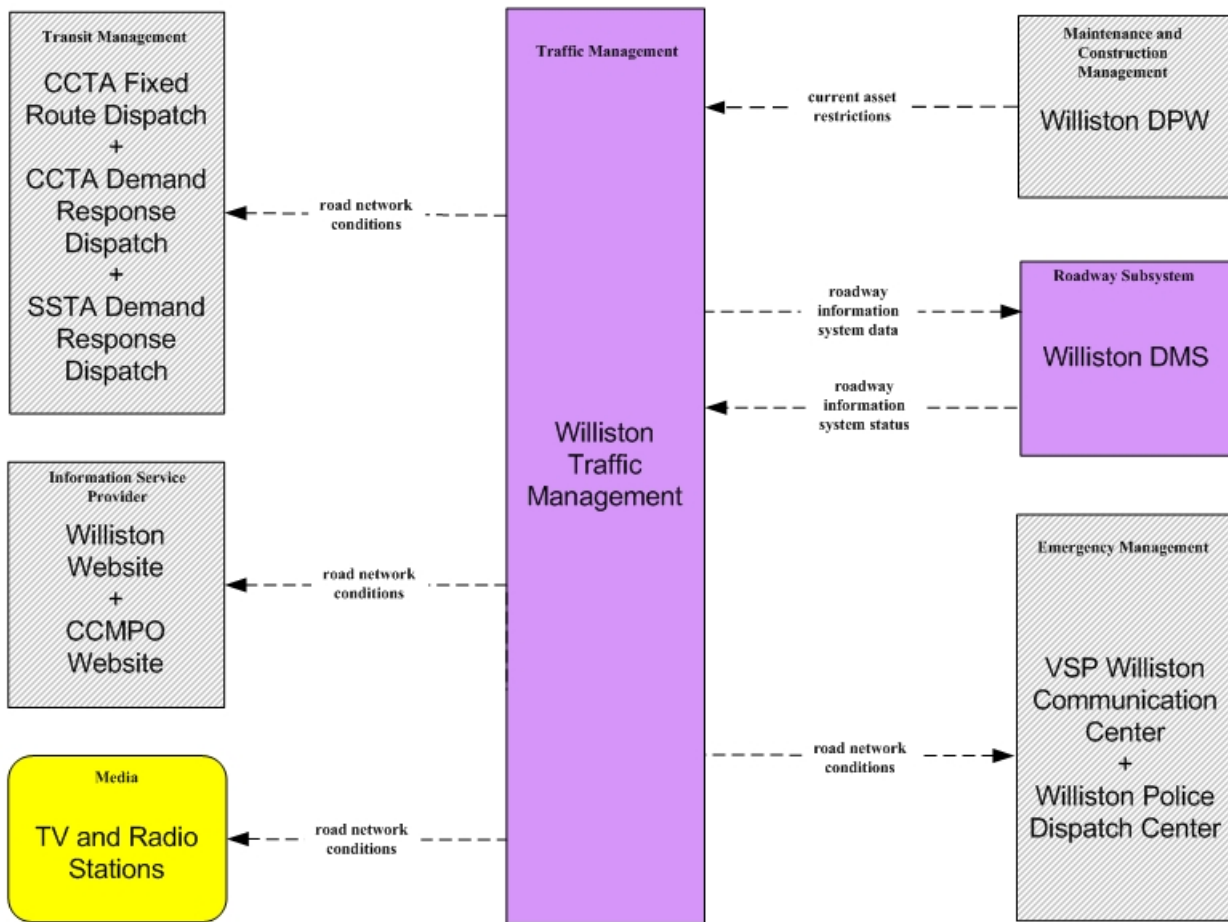 Transit Management
CCTA Fixed
Route Dispatch
+
CCTA Demand
Response
Dispatch
+
SSTA Demand
Response
Dispatch
road network
conditions
Information Service
Provider
Williston
Website
+
CCMPO
Website
road network
conditions
Media
TV and Radio
Stations
road network
conditions
Traffic Management
Williston
Traffic
Management
current asset
restrictions
Maintenance and
Construction
Management
Williston DPW
roadway
information
system data
roadway
information
system status
Roadway Subsystem
Williston DMS
road network
conditions
Emergency Management
VSP Williston
Communication
Center
+
Williston Police
Dispatch Center